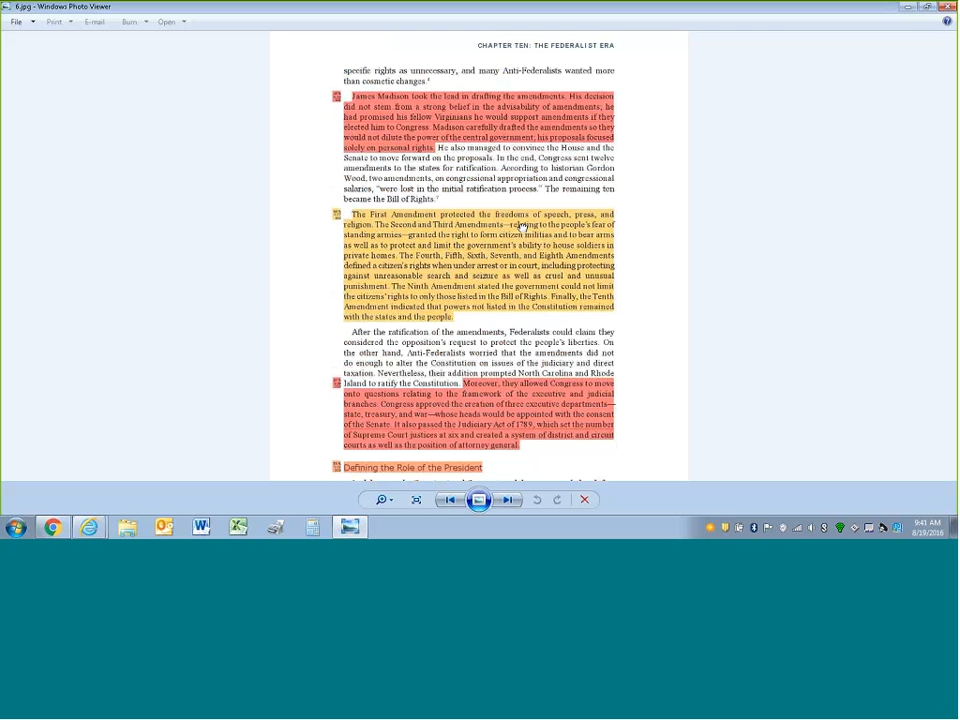 6.jpg - Windows Photo Viewer
File Print E-mail Burn Open
CHAPTER TEN: THE FEDERALIST ERA
specific rights as unnecessary, and many Anti-Federalists wanted more
than cosmetic changes.
James Madison took the lead in drafting the amendments. His decision
did not stem from a strong belief in the advisability of amendments; he
had promised his fellow Virginians he would support amendments if they
elected him to Congress. Madison carefully drafted the amendments so they
would not dilute the power of the central government; his proposals focused
solely on personal rights. He also managed to convince the House and the
Senate to move forward on the proposals. In the end, Congress sent twelve
amendments to the states for ratification. According to historian Gordon
Wood, two amendments, on congressional appropriation and congressional
salaries, “were lost in the initial ratification process.” The remaining ten
became the Bill of Rights.7
The First Amendment protected the freedoms of speech, press, and
religion. The Second and Third Amendments—relating to the people's fear of
standing armies—granted the right to form citizen militias and to bear arms
as well as to protect and limit the government's ability to house soldiers in
private homes. The Fourth, Fifth, Sixth, Seventh, and Eighth Amendments
defined a citizen's rights when under arrest or in court, including protecting
against unreasonable search and seizure as well as cruel and unusual
punishment. The Ninth Amendment stated the government could not limit
the citizens' rights to only those listed in the Bill of Rights. Finally, the Tenth
Amendment indicated that powers not listed in the Constitution remained
with the states and the people.
After the ratification of the amendments, Federalists could claim they
considered the opposition's request to protect the people's liberties. On
the other hand, Anti-Federalists worried that the amendments did not
do enough to alter the Constitution on issues of the judiciary and direct
taxation. Nevertheless, their addition prompted North Carolina and Rhode
Island to ratify the Constitution. Moreover, they allowed Congress to move
onto questions relating to the framework of the executive and judicial
branches. Congress approved the creation of three executive departments—
state, treasury, and war—whose heads would be appointed with the consent
of the Senate. It also passed the Judiciary Act of 1789, which set the number
of Supreme Court justices at six and created a system of district and circuit
courts as well as the position of attorney general.
Defining the Role of the President
9:41 AM
8/19/2016